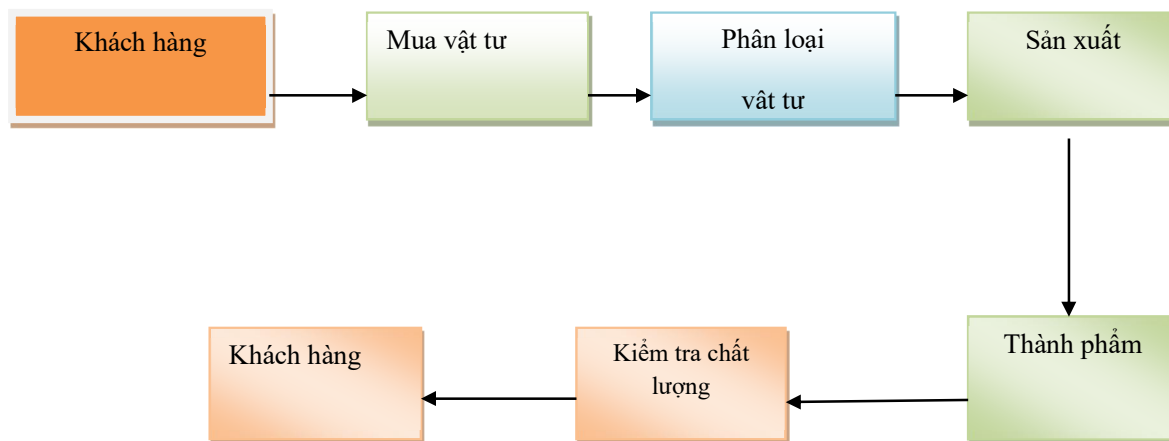 Khách hàng
Mua vật tư
Phân loại
vât tư
Sản xuất
Thành phẩm
Kiểm tra chất
lượng
Khách hàng